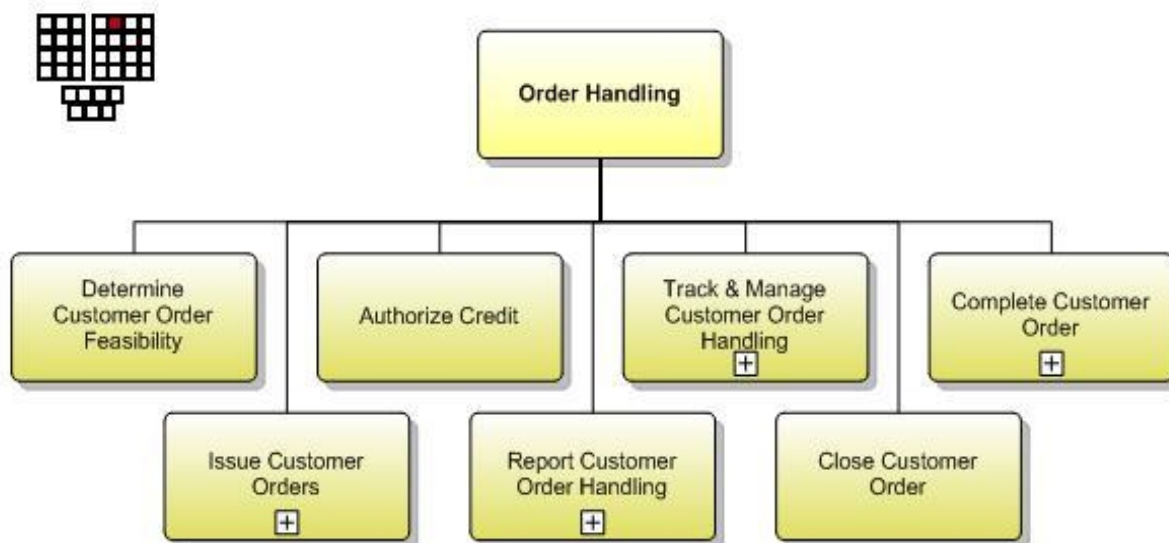 Order Handling
Determine
Customer Order
Feasibility
Authorize Credit
Track & Manage
Customer Order
Handling
Complete Customer
Order
Issue Customer
Orders
Report Customer
Order Handling
Close Customer
Order